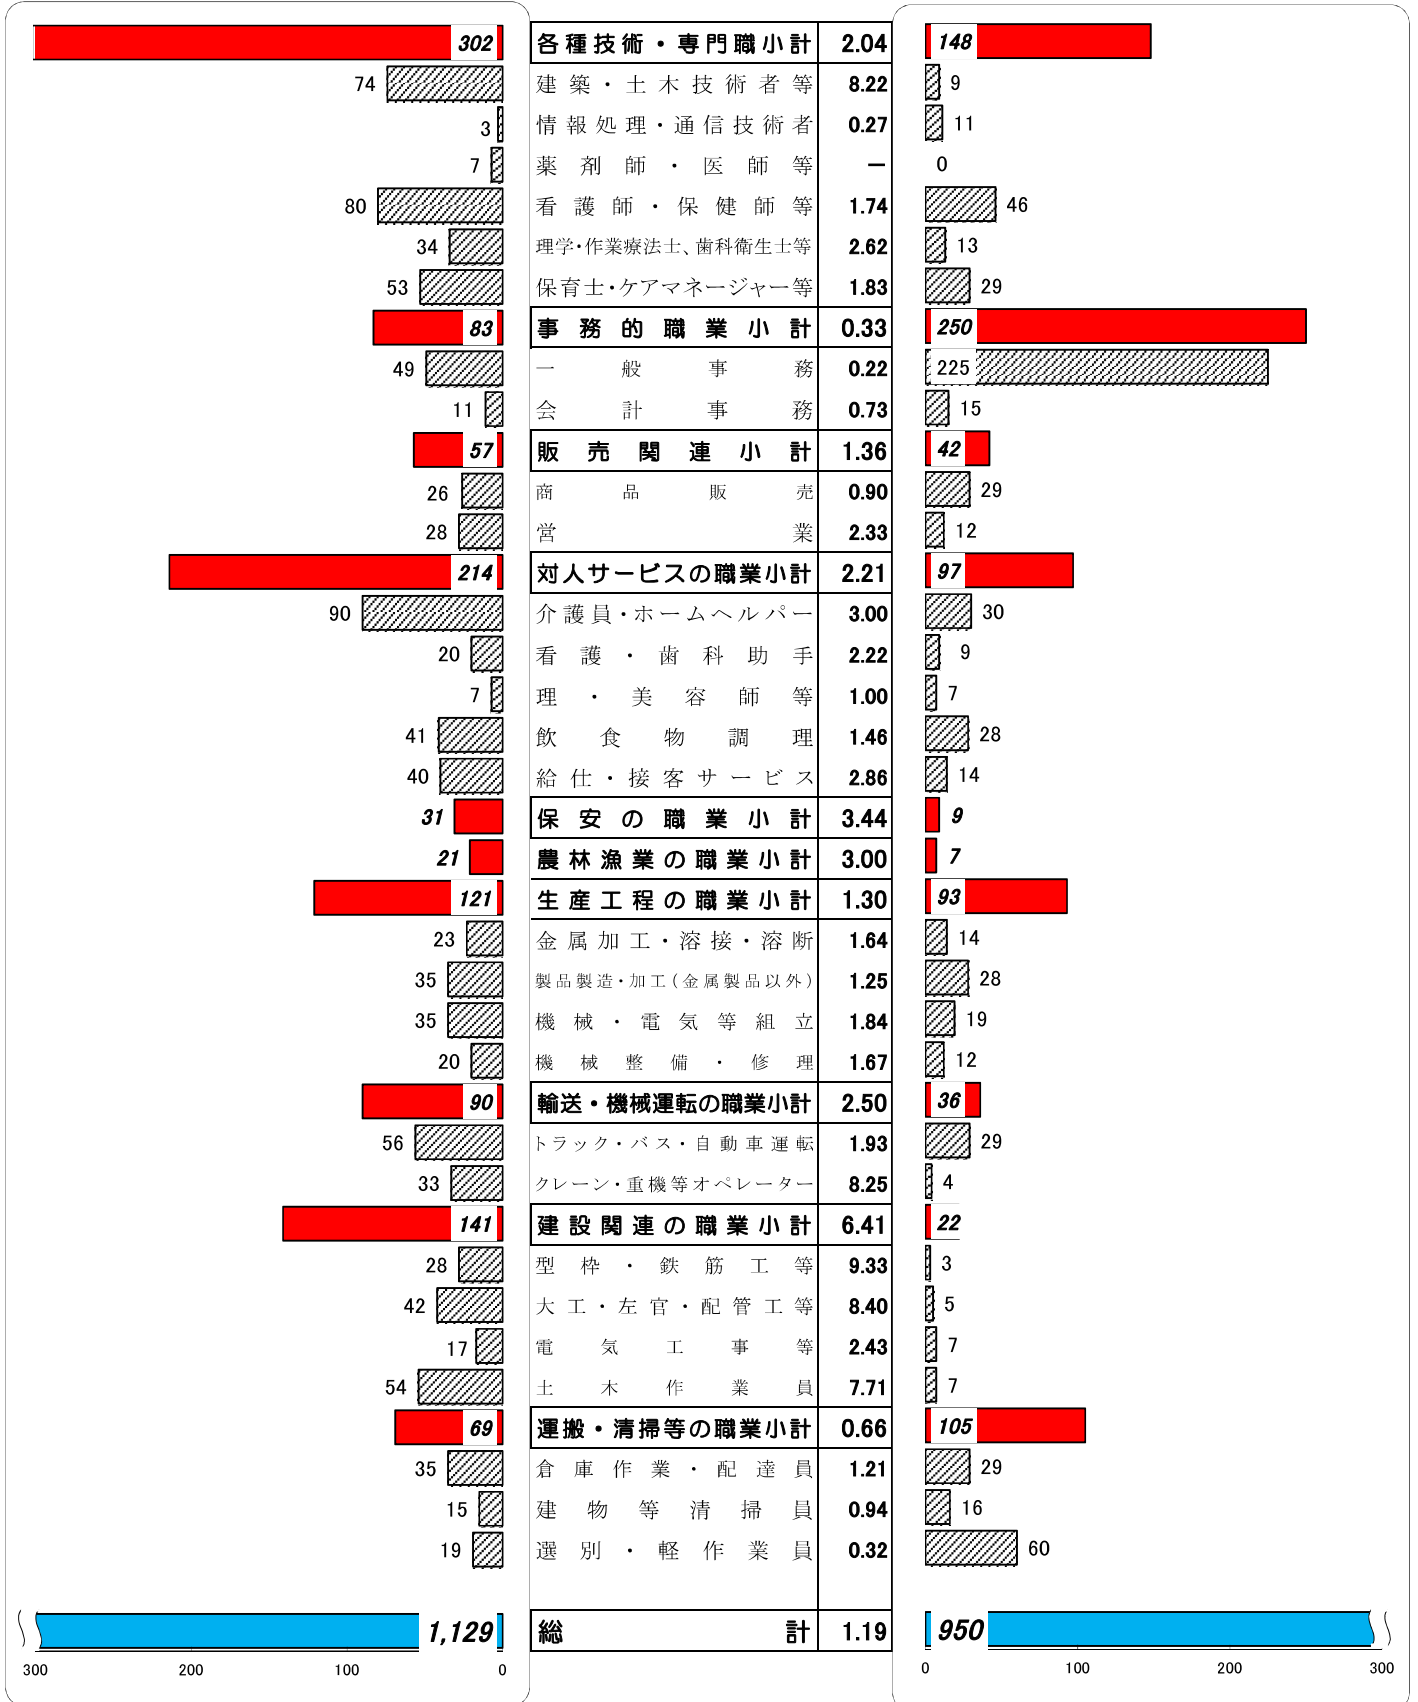 302 各種技術・専門職小計 2.04 148
74 建築・土木技術者等 8.22 9
3 情報処理・通信技術者 0.27 11
7 薬剤師・医師等 － 0
80 看護師・保健師等 1.74 46
34 理学・作業療法士、歯科衛生士等 2.62 13
53 保育士・ケアマネージャー等 1.83 29
83 事務的職業小計 0.33 250
49 一般事務 0.22 225
11 会計事務 0.73 15
57 販売関連小計 1.36 42
26 商品販売 0.90 29
28 営業 2.33 12
214 対人サービスの職業小計 2.21 97
90 介護員・ホームヘルパー 3.00 30
20 看護・歯科助手 2.22 9
7 理・美容師等 1.00 7
41 飲食物調理 1.46 28
40 給仕・接客サービス 2.86 14
31 保安の職業小計 3.44 9
21 農林漁業の職業小計 3.00 7
121 生産工程の職業小計 1.30 93
23 金属加工・溶接・溶断 1.64 14
35 製品製造・加工(金属製品以外) 1.25 28
35 機械・電気等組立 1.84 19
20 機械整備・修理 1.67 12
90 輸送・機械運転の職業小計 2.50 36
56 トラック・バス・自動車運転 1.93 29
33 クレーン・重機等オペレーター 8.25 4
141 建設関連の職業小計 6.41 22
28 型枠・鉄筋工等 9.33 3
42 大工・左官・配管工等 8.40 5
17 電気工事等 2.43 7
54 土木作業員 7.71 7
69 運搬・清掃等の職業小計 0.66 105
35 倉庫作業・配達員 1.21 29
15 建物等清掃員 0.94 16
19 選別・軽作業員 0.32 60
1,129 総計 1.19 950
300 200 100 0 0 100 200 300